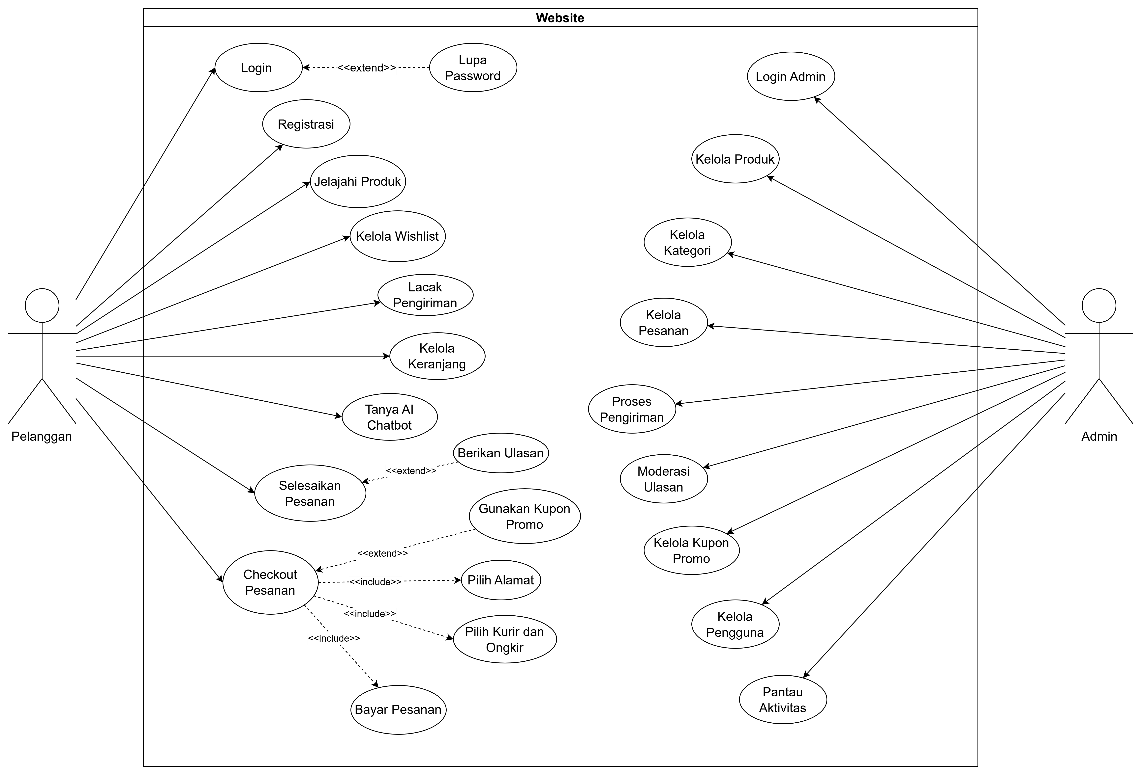 Website
Login
<<extend>>
Lupa
Password
Registrasi
Jelajahi Produk
Kelola Wishlist
Lacak
Pengiriman
Kelola
Keranjang
Tanya AI
Chatbot
Pelanggan
Selesaikan
Pesanan
<<extend>>
Berikan Ulasan
Gunakan Kupon
Promo
<<extend>>
Checkout
Pesanan
<<include>>
Pilih Alamat
<<include>>
Pilih Kurir dan
Ongkir
<<include>>
Bayar Pesanan
Login Admin
Kelola Produk
Kelola
Kategori
Kelola
Pesanan
Proses
Pengiriman
Moderasi
Ulasan
Kelola Kupon
Promo
Kelola
Pengguna
Pantau
Aktivitas
Admin